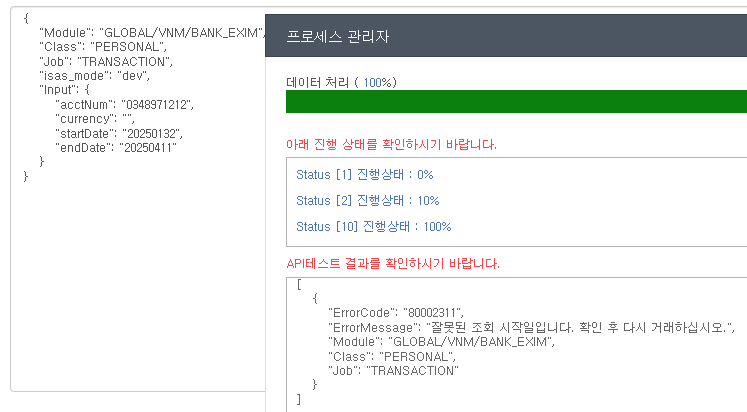 {
"Module": "GLOBAL/VNM/BANK_EXIM",
"Class": "PERSONAL",
"Job": "TRANSACTION",
"isas_mode": "dev",
"Input": {
"acctNum": "0348971212",
"currency": "",
"startDate": "20250132",
"endDate": "20250411"
}
}
프로세스 관리자
데이터 처리 ( 100%)
아래 진행 상태를 확인하시기 바랍니다.
Status [1] 진행상태 : 0%
Status [2] 진행상태 : 10%
Status [10] 진행상태 : 100%
API테스트 결과를 확인하시기 바랍니다.
[
{
"ErrorCode": "80002311",
"ErrorMessage": "잘못된 조회 시작일입니다. 확인 후 다시 거래하십시오.",
"Module": "GLOBAL/VNM/BANK_EXIM",
"Class": "PERSONAL",
"Job": "TRANSACTION"
}
]